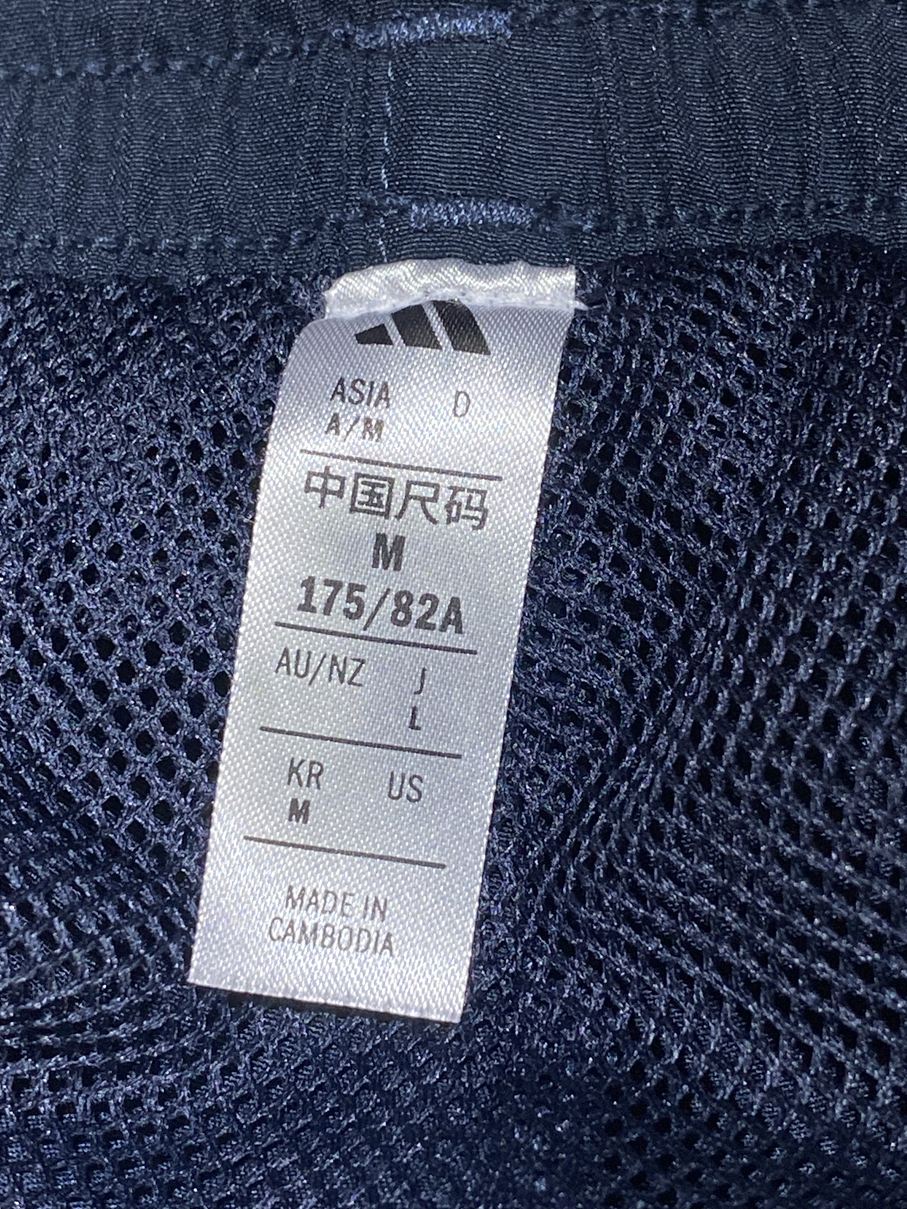 ASIA D
A/M
中国尺码
M
175/82A
AU/NZ J
L
KR US
M
MADE IN
CAMBODIA